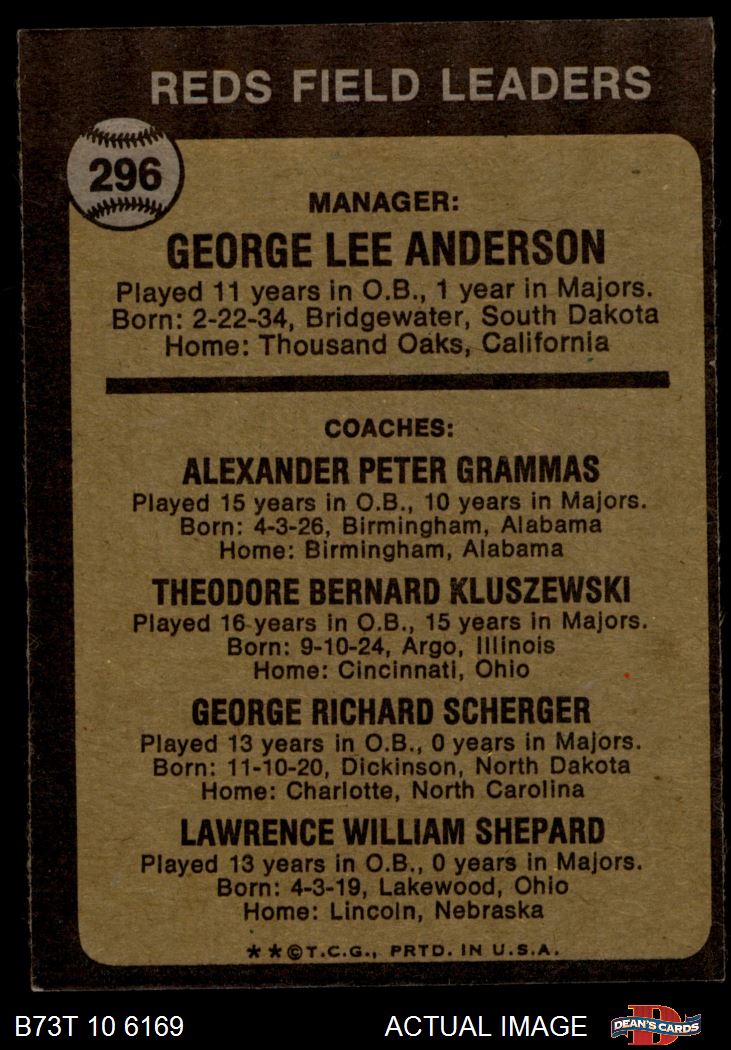 REDS FIELD LEADERS
296
MANAGER:
GEORGE LEE ANDERSON
Played 11 years in O.B., 1 year in Majors.
Born: 2-22-34, Bridgewater, South Dakota
Home: Thousand Oaks, California
COACHES:
ALEXANDER PETER GRAMMAS
Played 15 years in O.B., 10 years in Majors.
Born: 4-3-26, Birmingham, Alabama
Home: Birmingham, Alabama
THEODORE BERNARD KLUSZEWSKI
Played 16 years in O.B., 15 years in Majors.
Born: 9-10-24, Argo, Illinois
Home: Cincinnati, Ohio
GEORGE RICHARD SCHERGER
Played 13 years in O.B., 0 years in Majors.
Born: 11-10-20, Dickinson, North Dakota
Home: Charlotte, North Carolina
LAWRENCE WILLIAM SHEPARD
Played 13 years in O.B., 0 years in Majors.
Born: 4-3-19, Lakewood, Ohio
Home: Lincoln, Nebraska
**©T.C.G., PRTD. IN U.S.A.
B73T 10 6169 ACTUAL IMAGE D DEAN'S CARDS